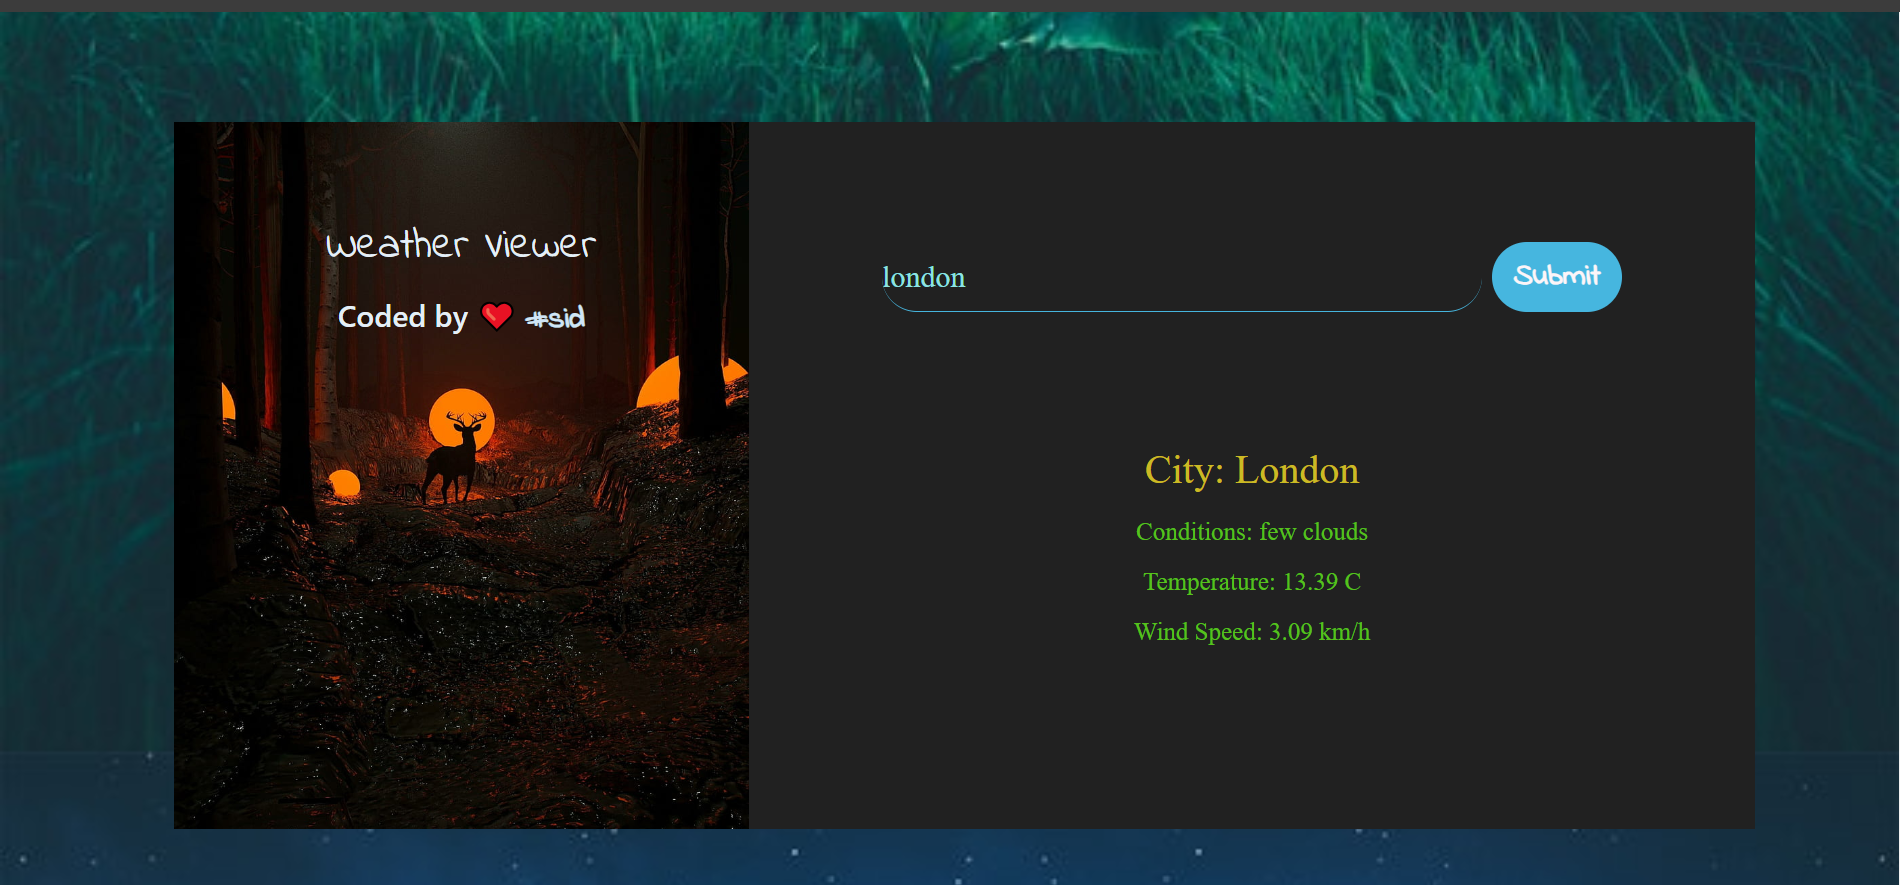 Weather Viewer
Coded by ❤ #sid
london
Submit
City: London
Conditions: few clouds
Temperature: 13.39 C
Wind Speed: 3.09 km/h